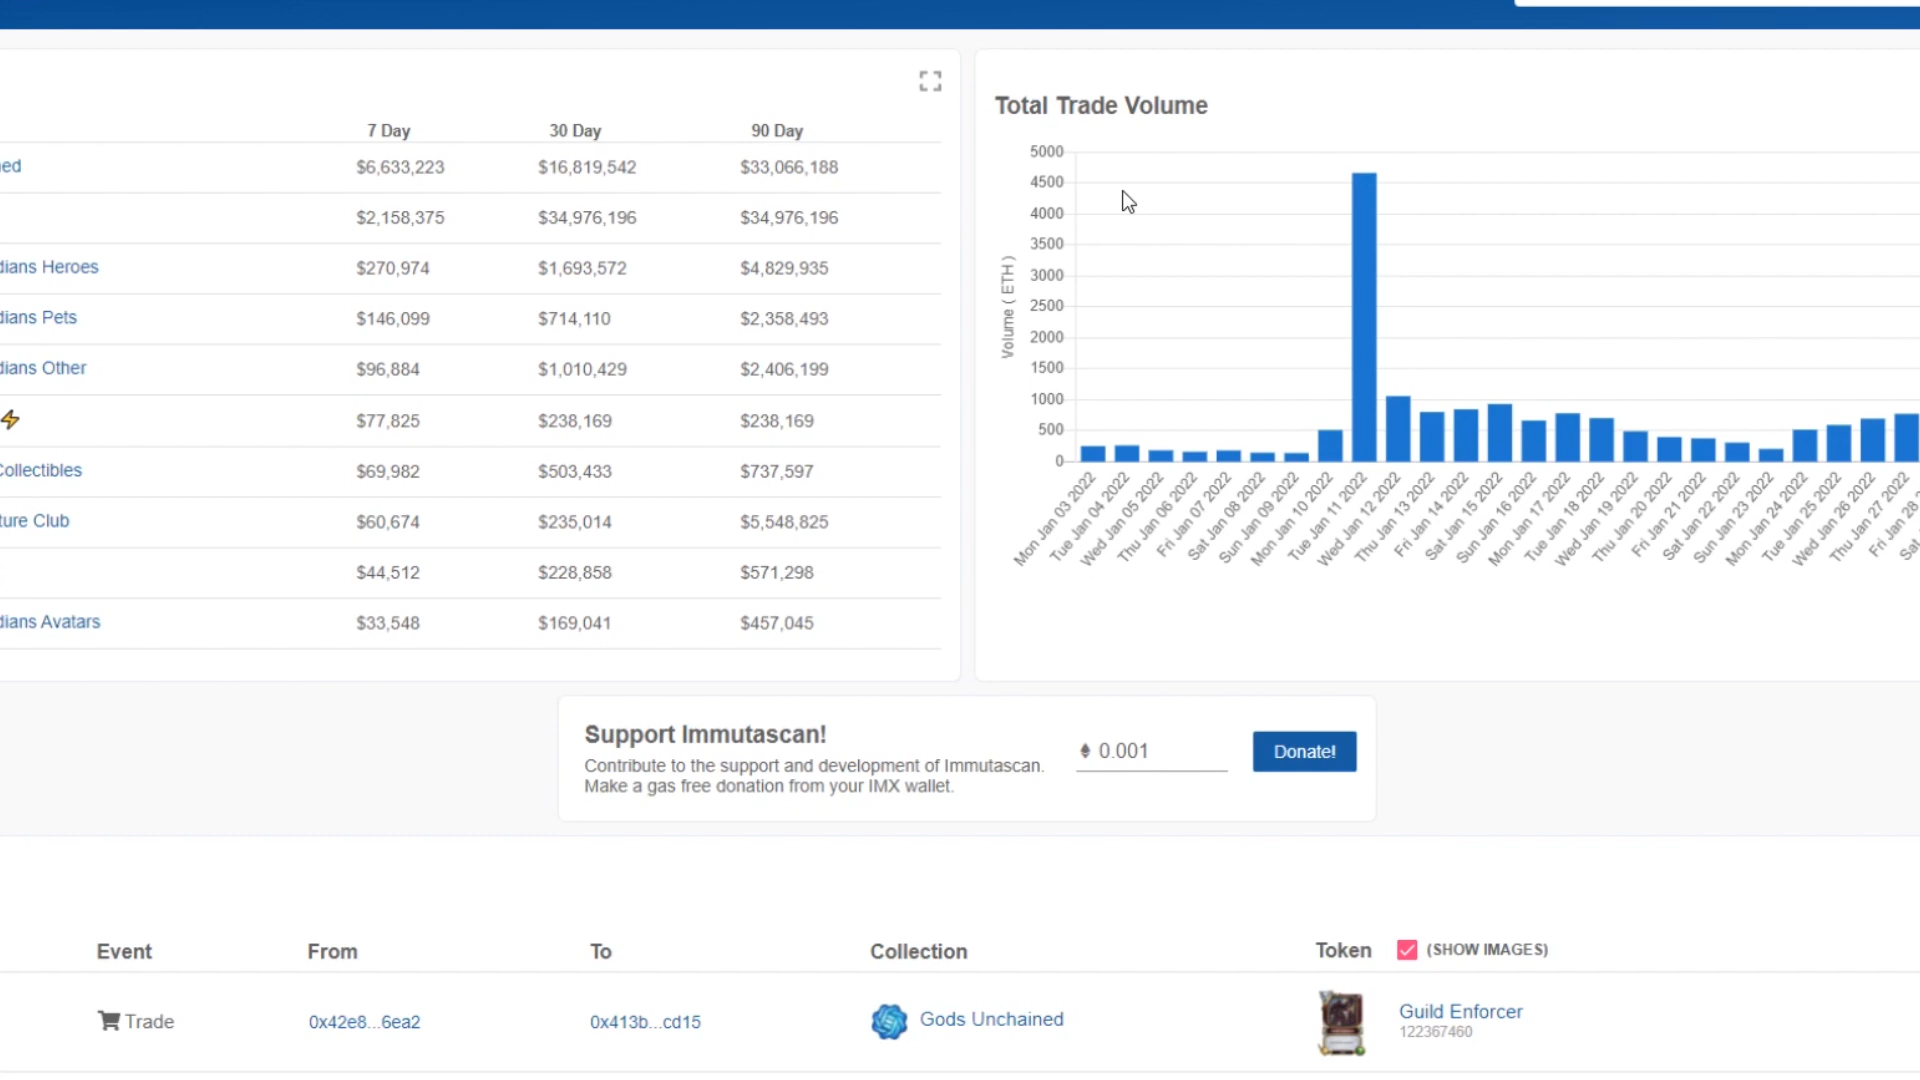 7 Day 30 Day 90 Day
ed $6,633,223 $16,819,542 $33,066,188
$2,158,375 $34,976,196 $34,976,196
dians Heroes $270,974 $1,693,572 $4,829,935
dians Pets $146,099 $714,110 $2,358,493
dians Other $96,884 $1,010,429 $2,406,199
$77,825 $238,169 $238,169
Collectibles $69,982 $503,433 $737,597
ture Club $60,674 $235,014 $5,548,825
$44,512 $228,858 $571,298
dians Avatars $33,548 $169,041 $457,045
Total Trade Volume
Volume ( ETH )
5000
4500
4000
3500
3000
2500
2000
1500
1000
500
0
Mon Jan 03 2022
Tue Jan 04 2022
Wed Jan 05 2022
Thu Jan 06 2022
Fri Jan 07 2022
Sat Jan 08 2022
Sun Jan 09 2022
Mon Jan 10 2022
Tue Jan 11 2022
Wed Jan 12 2022
Thu Jan 13 2022
Fri Jan 14 2022
Sat Jan 15 2022
Sun Jan 16 2022
Mon Jan 17 2022
Tue Jan 18 2022
Wed Jan 19 2022
Thu Jan 20 2022
Fri Jan 21 2022
Sat Jan 22 2022
Sun Jan 23 2022
Mon Jan 24 2022
Tue Jan 25 2022
Wed Jan 26 2022
Thu Jan 27 2022
Fri Jan 28
Sat
Support Immutascan!
Contribute to the support and development of Immutascan.
Make a gas free donation from your IMX wallet.
0.001
Donate!
Event From To Collection Token (SHOW IMAGES)
Trade 0x42e8...6ea2 0x413b...cd15 Gods Unchained Guild Enforcer
122367460